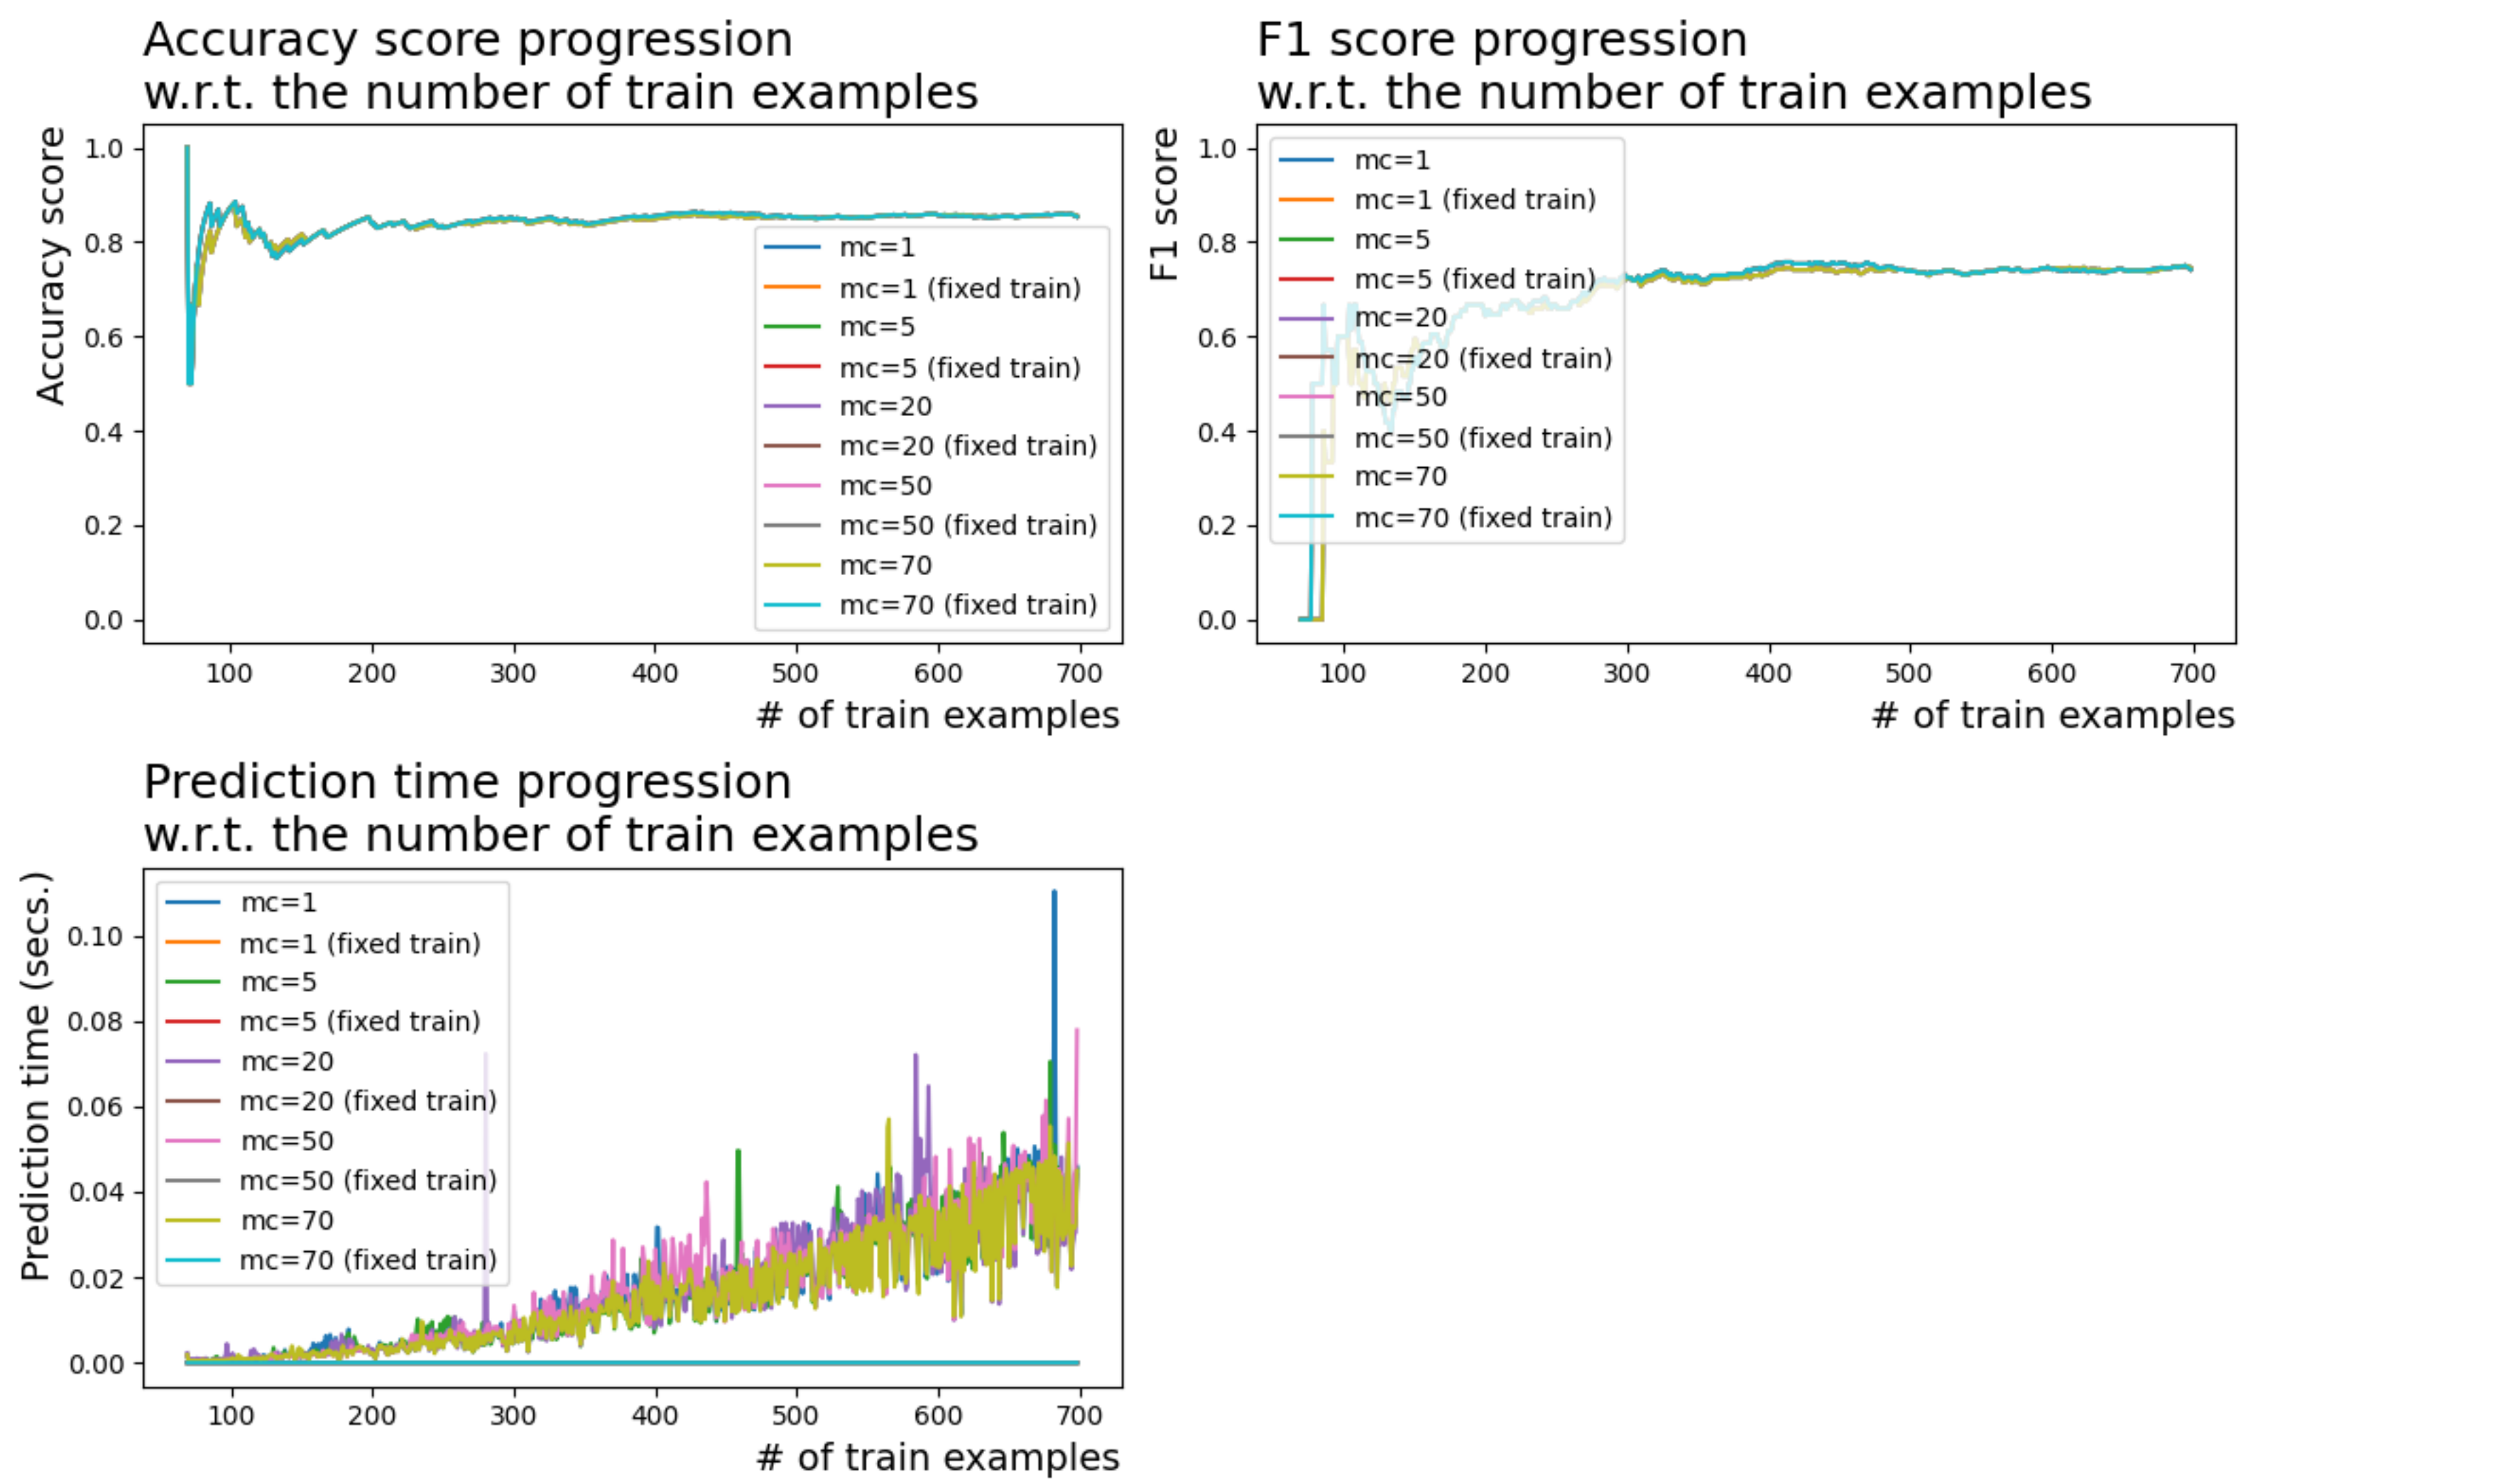 Accuracy score progression
w.r.t. the number of train examples
Accuracy score
1.0
0.8
0.6
0.4
0.2
0.0
mc=1
mc=1 (fixed train)
mc=5
mc=5 (fixed train)
mc=20
mc=20 (fixed train)
mc=50
mc=50 (fixed train)
mc=70
mc=70 (fixed train)
100 200 300 400 500 600 700
# of train examples
F1 score progression
w.r.t. the number of train examples
F1 score
1.0
0.8
0.6
0.4
0.2
0.0
mc=1
mc=1 (fixed train)
mc=5
mc=5 (fixed train)
mc=20
mc=20 (fixed train)
mc=50
mc=50 (fixed train)
mc=70
mc=70 (fixed train)
100 200 300 400 500 600 700
# of train examples
Prediction time progression
w.r.t. the number of train examples
Prediction time (secs.)
0.10
0.08
0.06
0.04
0.02
0.00
mc=1
mc=1 (fixed train)
mc=5
mc=5 (fixed train)
mc=20
mc=20 (fixed train)
mc=50
mc=50 (fixed train)
mc=70
mc=70 (fixed train)
100 200 300 400 500 600 700
# of train examples